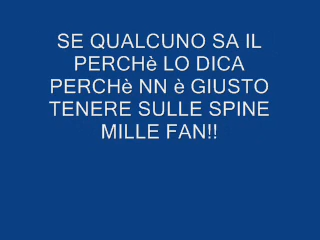 SE QUALCUNO SA IL
PERCHè LO DICA
PERCHè NN è GIUSTO
TENERE SULLE SPINE
MILLE FAN!!